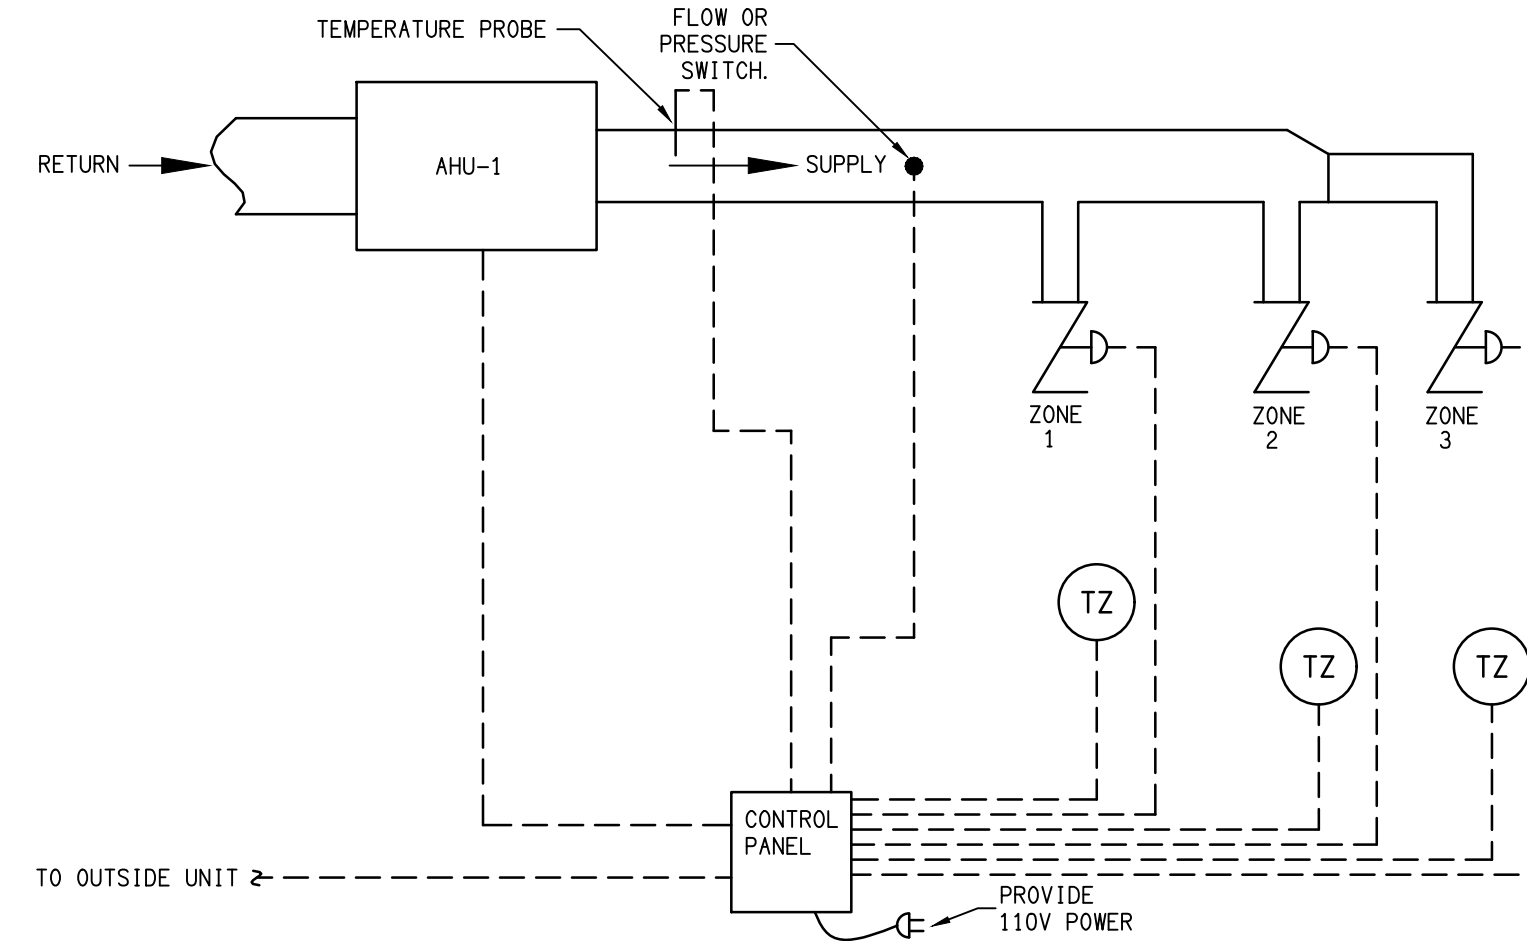 TEMPERATURE PROBE
FLOW OR
PRESSURE
SWITCH.
RETURN
AHU-1
SUPPLY
ZONE
1
ZONE
2
ZONE
3
TZ
TZ
TZ
CONTROL
PANEL
TO OUTSIDE UNIT
PROVIDE
110V POWER